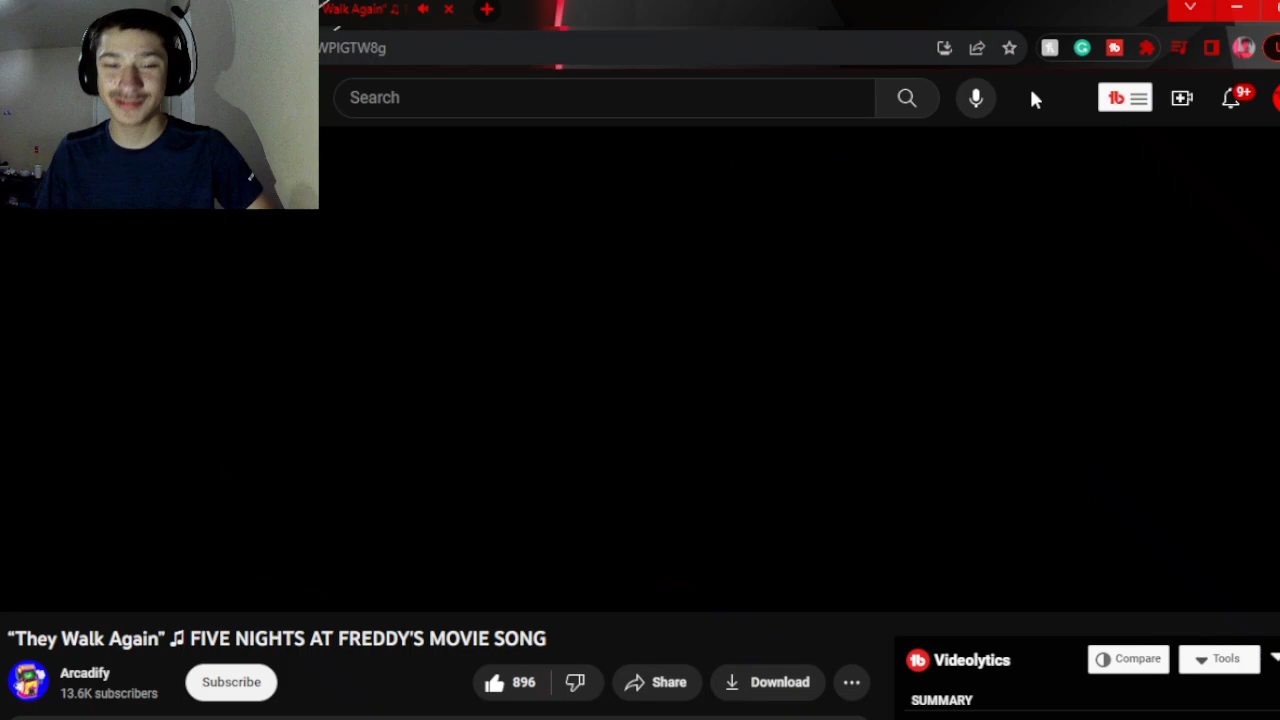 Walk Again" ♫
WPIGTW8g
Search
9+
"They Walk Again" ♫ FIVE NIGHTS AT FREDDY'S MOVIE SONG
Arcadify
13.6K subscribers
Subscribe
896
Share
Download
Videolytics
Compare
Tools
SUMMARY